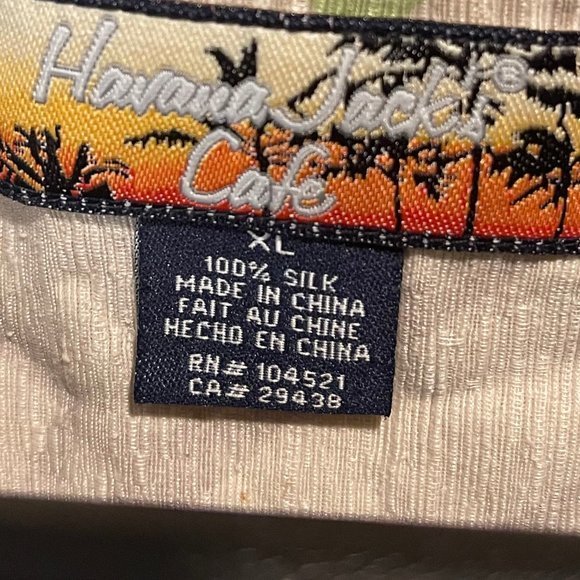 Havana Jack's®
Cafe
XL
100% SILK
MADE IN CHINA
FAIT AU CHINE
HECHO EN CHINA
RN# 104521
CA# 29438